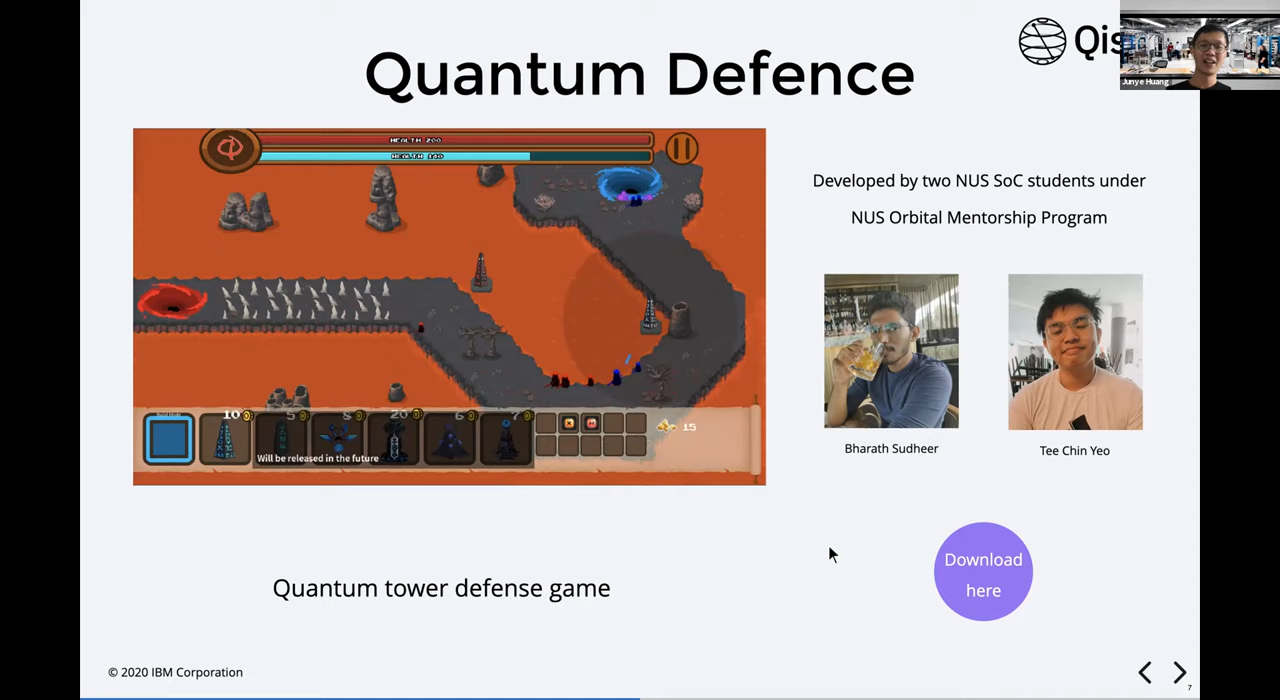 Quantum Defence
Qis
Junye Huang
HEALTH 200
HEALTH 140
Developed by two NUS SoC students under
NUS Orbital Mentorship Program
10
5
8
20
6
7
15
Will be released in the future
Bharath Sudheer
Tee Chin Yeo
Download
here
Quantum tower defense game
© 2020 IBM Corporation
7